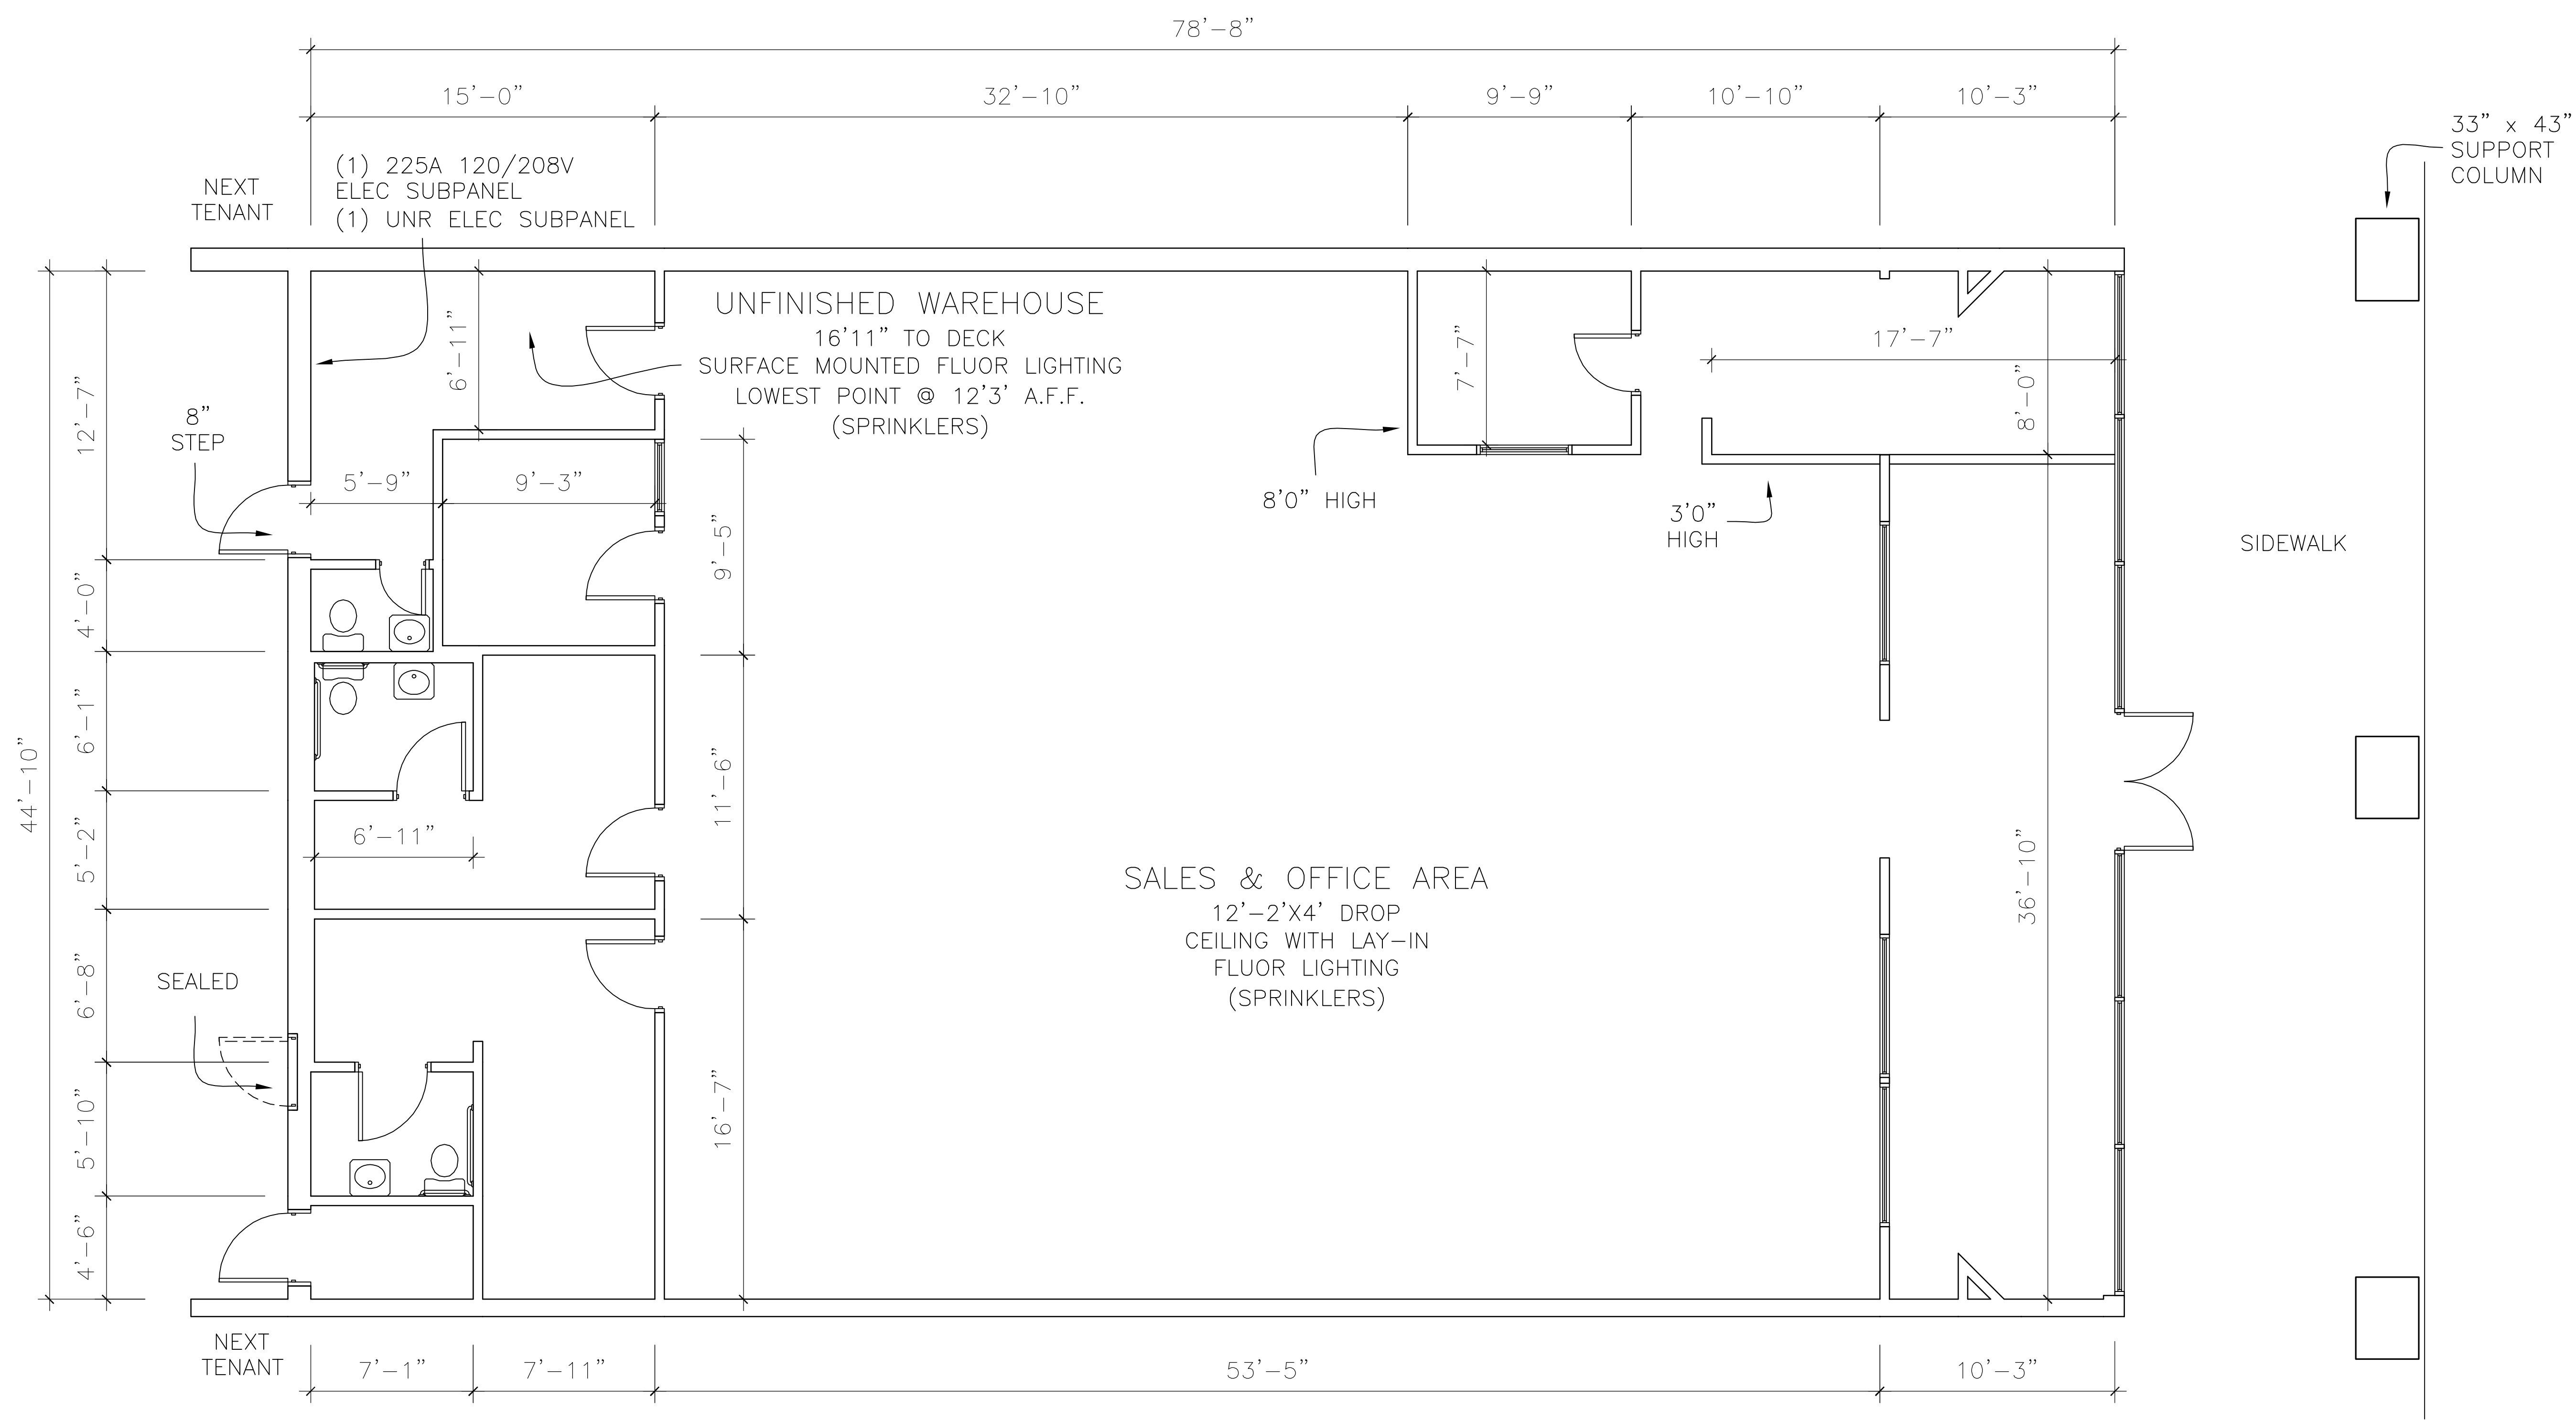 78'-8"
15'-0"
32'-10"
9'-9"
10'-10"
10'-3"
33" x 43"
SUPPORT
COLUMN
(1) 225A 120/208V
ELEC SUBPANEL
(1) UNR ELEC SUBPANEL
NEXT
TENANT
UNFINISHED WAREHOUSE
16'11" TO DECK
SURFACE MOUNTED FLUOR LIGHTING
LOWEST POINT @ 12'3' A.F.F.
(SPRINKLERS)
6'-11"
7'-7"
17'-7"
8'-0"
12'-7"
8"
STEP
5'-9"
9'-3"
8'0" HIGH
3'0"
HIGH
SIDEWALK
9'-5"
4'-0"
6'-1"
44'-10"
11'-6"
5'-2"
6'-11"
36'-10"
SALES & OFFICE AREA
12'-2'X4' DROP
CEILING WITH LAY-IN
FLUOR LIGHTING
(SPRINKLERS)
6'-8"
SEALED
16'-7"
5'-10"
4'-6"
NEXT
TENANT
7'-1"
7'-11"
53'-5"
10'-3"